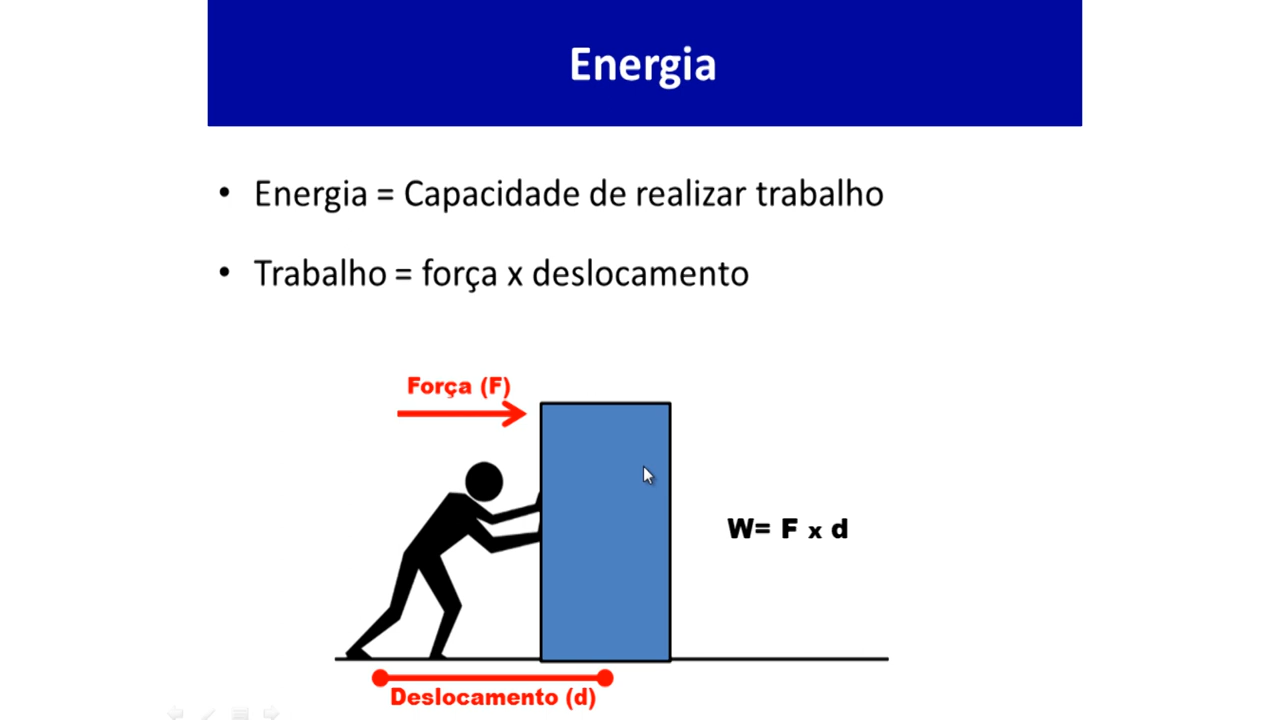 Energia
• Energia = Capacidade de realizar trabalho
• Trabalho = força x deslocamento
Força (F)
W= F x d
Deslocamento (d)